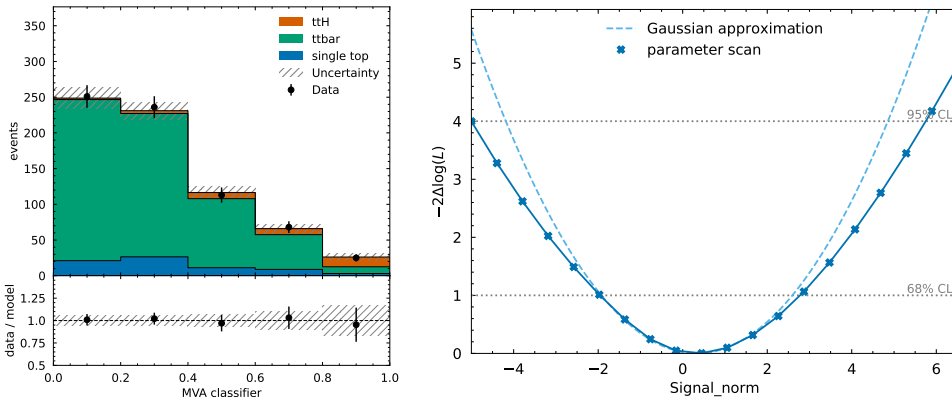 ttH
ttbar
single top
Uncertainty
Data
350
300
250
200
150
100
50
0
events
1.25
1.0
0.75
0.5
data / model
0.0 0.2 0.4 0.6 0.8 1.0
MVA classifier
Gaussian approximation
parameter scan
5
4
3
2
1
0
−2Δlog(L)
95% CL
68% CL
−4 −2 0 2 4 6
Signal_norm